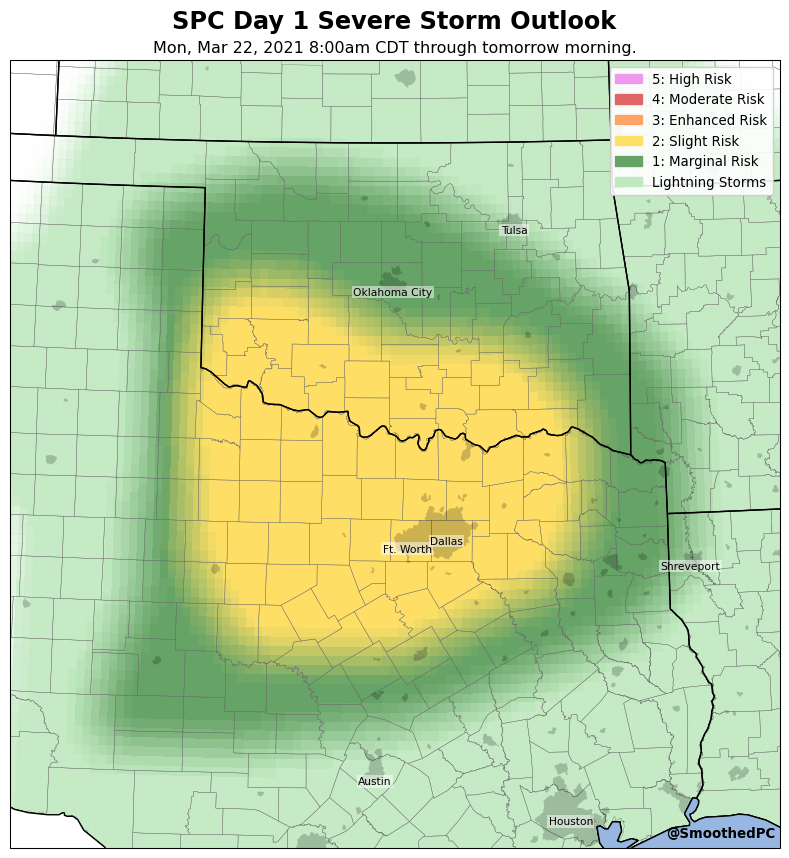 SPC Day 1 Severe Storm Outlook
Mon, Mar 22, 2021 8:00am CDT through tomorrow morning.
5: High Risk
4: Moderate Risk
3: Enhanced Risk
2: Slight Risk
1: Marginal Risk
Lightning Storms
Tulsa
Oklahoma City
Dallas
Ft. Worth
Shreveport
Austin
Houston
@SmoothedPC